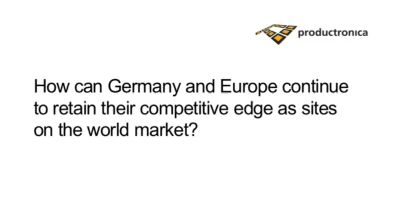 productronica
How can Germany and Europe continue
to retain their competitive edge as sites
on the world market?